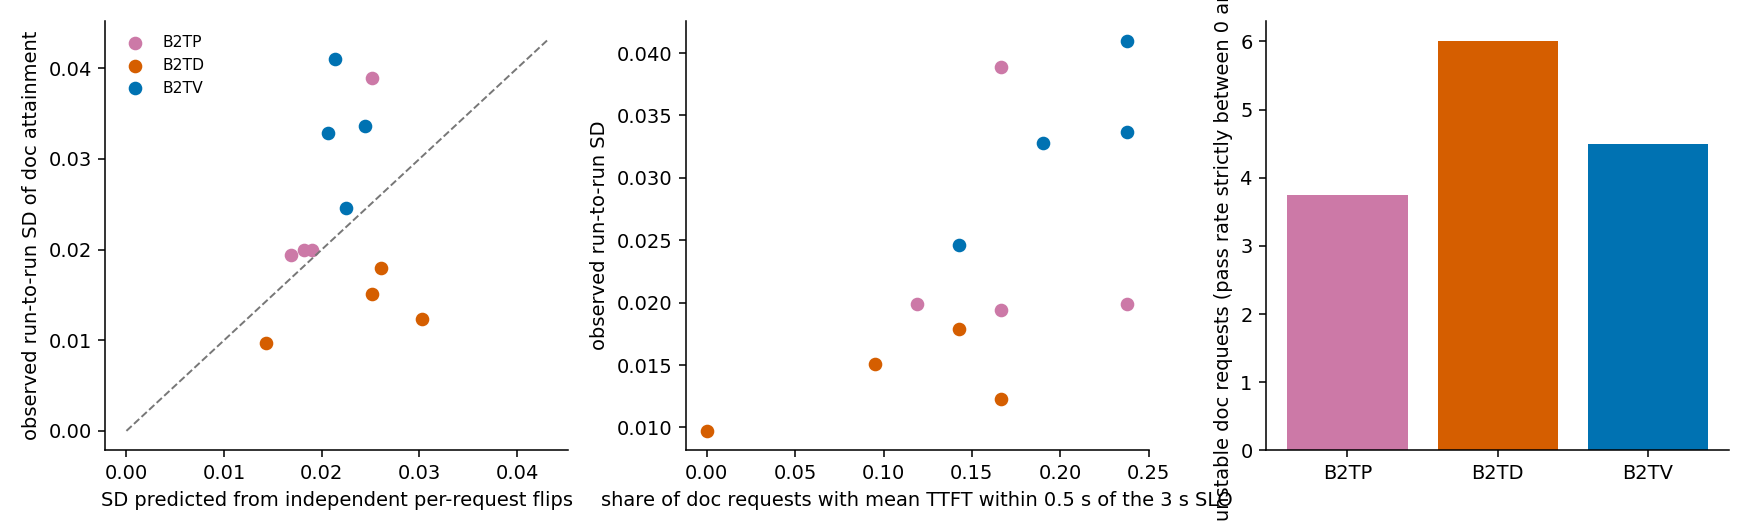 observed run-to-run SD of doc attainment
0.04
0.03
0.02
0.01
0.00
B2TP
B2TD
B2TV
0.00 0.01 0.02 0.03 0.04
SD predicted from independent per-request flips
observed run-to-run SD
0.040
0.035
0.030
0.025
0.020
0.015
0.010
0.00 0.05 0.10 0.15 0.20 0.25
share of doc requests with mean TTFT within 0.5 s of the 3 s SLO
unstable doc requests (pass rate strictly between 0
6
5
4
3
2
1
0
B2TP B2TD B2TV